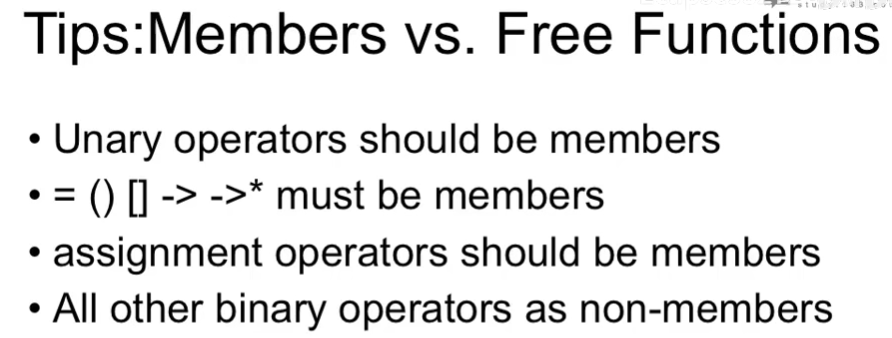 Tips:Members vs. Free Functions
• Unary operators should be members
• = () [] -> ->* must be members
• assignment operators should be members
• All other binary operators as non-members